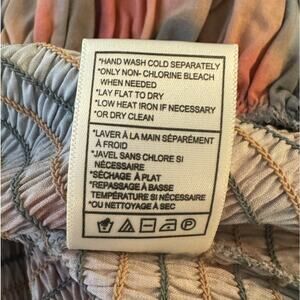 *HAND WASH COLD SEPARATELY
*ONLY NON- CHLORINE BLEACH
WHEN NEEDED
*LAY FLAT TO DRY
*LOW HEAT IRON IF NECESSARY
*OR DRY CLEAN
*LAVER À LA MAIN SÉPARÉMENT
À FROID
*JAVEL SANS CHLORE SI
NÉCESSAIRE
*SÉCHAGE À PLAT
*REPASSAGE À BASSE
TEMPÉRATURE SI NÉCESSAIRE
*OU NETTOYAGE À SEC